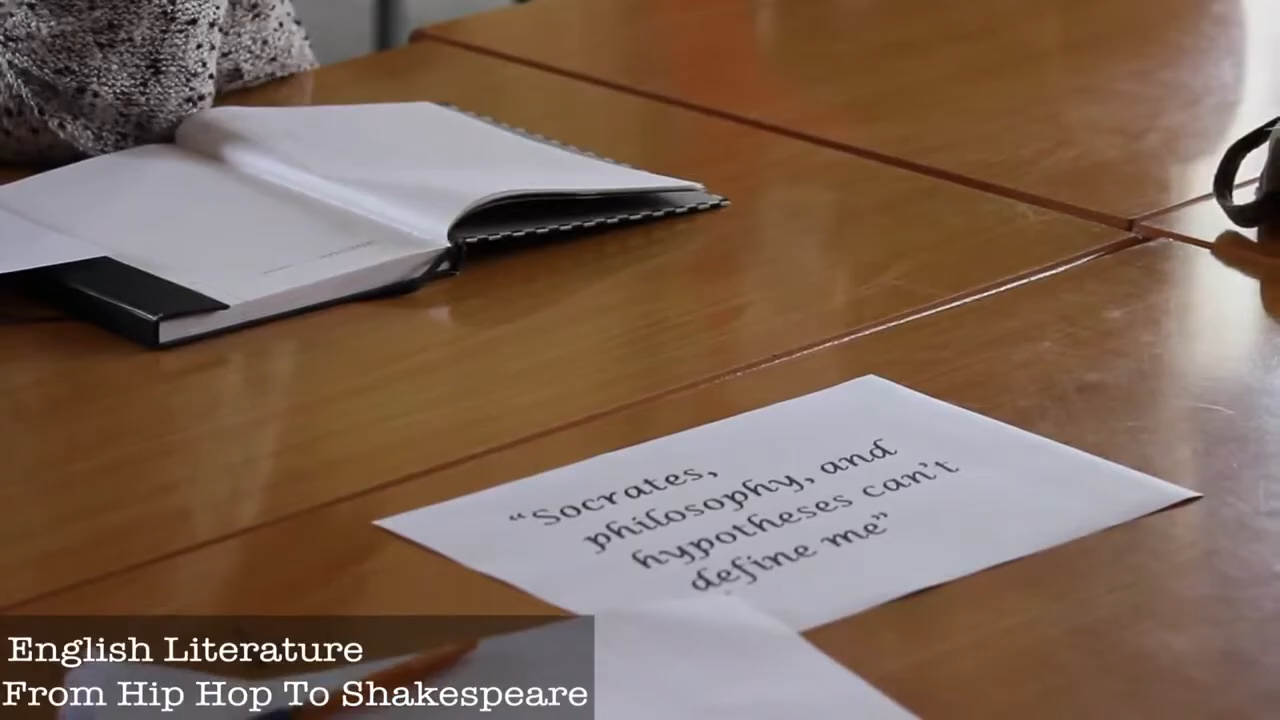 "Socrates,
philosophy, and
hypotheses can't
define me"
English Literature
From Hip Hop To Shakespeare